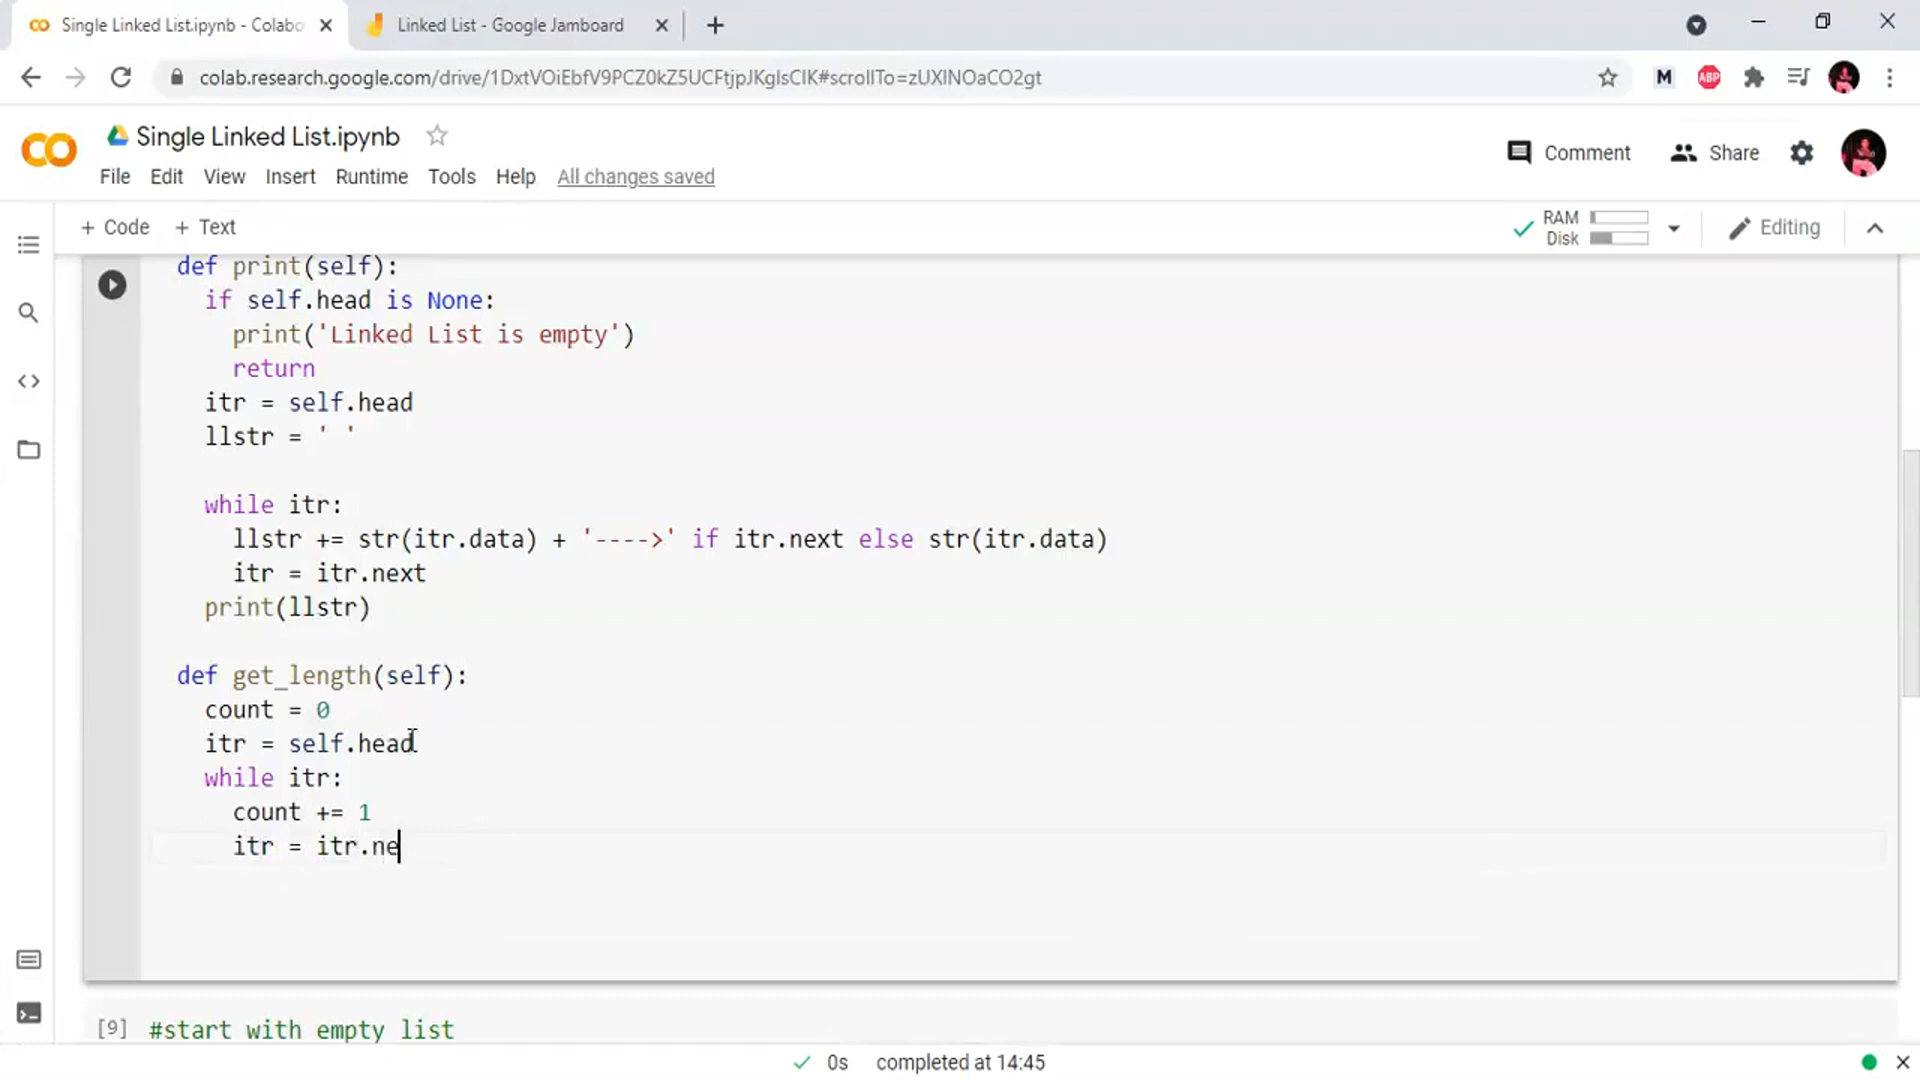 Single Linked List.ipynb - Colabo
Linked List - Google Jamboard
colab.research.google.com/drive/1DxtVOiEbfV9PCZ0kZ5UCFtjpJKgIsCIK#scrollTo=zUXINOaCO2gt
M
ABP
Single Linked List.ipynb
Comment
Share
File Edit View Insert Runtime Tools Help All changes saved
+ Code + Text
RAM
Disk
Editing
def print(self):
if self.head is None:
print('Linked List is empty')
return
itr = self.head
llstr = ' '
while itr:
llstr += str(itr.data) + '---->' if itr.next else str(itr.data)
itr = itr.next
print(llstr)
def get_length(self):
count = 0
itr = self.head
while itr:
count += 1
itr = itr.ne
[9] #start with empty list
0s completed at 14:45